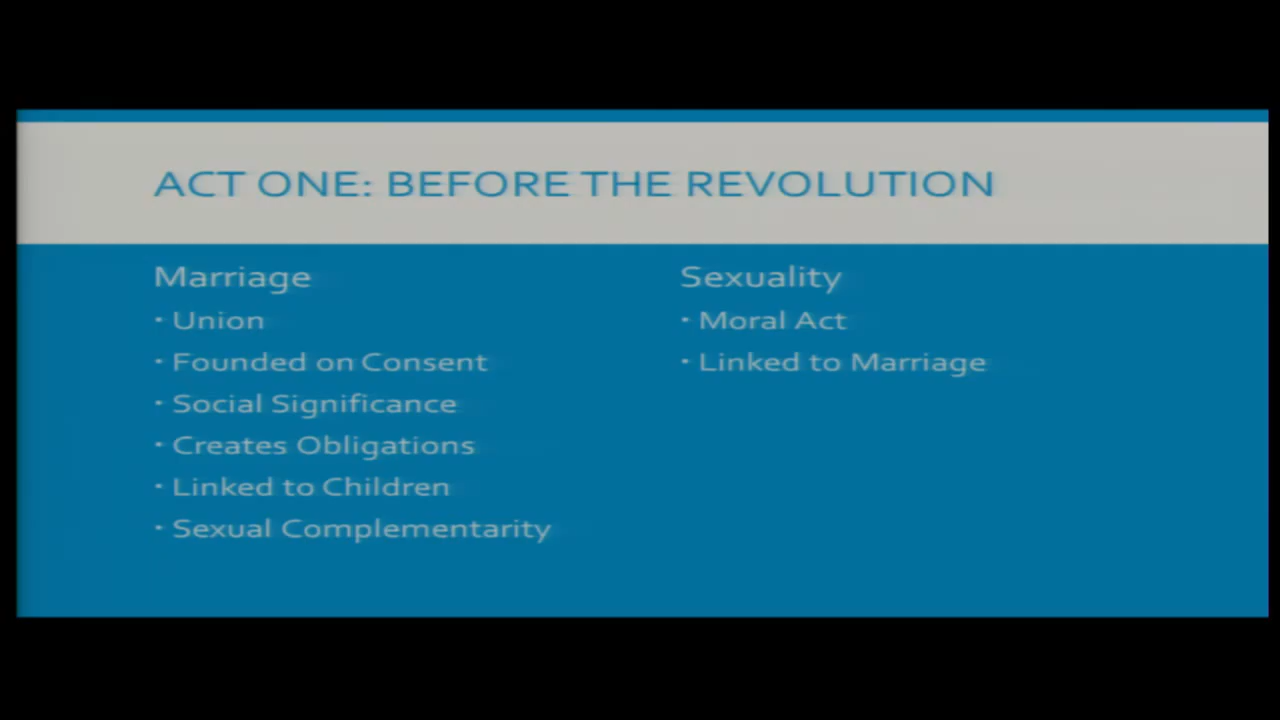 ACT ONE: BEFORE THE REVOLUTION
Marriage
· Union
· Founded on Consent
· Social Significance
· Creates Obligations
· Linked to Children
· Sexual Complementarity
Sexuality
· Moral Act
· Linked to Marriage